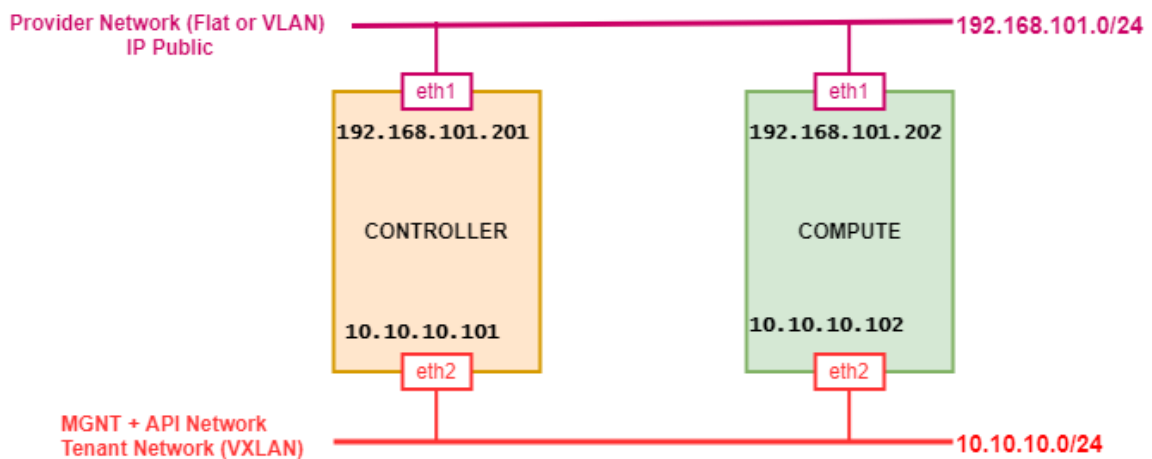 Provider Network (Flat or VLAN)
IP Public
192.168.101.0/24
eth1
eth1
192.168.101.201
192.168.101.202
CONTROLLER
COMPUTE
10.10.10.101
10.10.10.102
eth2
eth2
MGNT + API Network
Tenant Network (VXLAN)
10.10.10.0/24